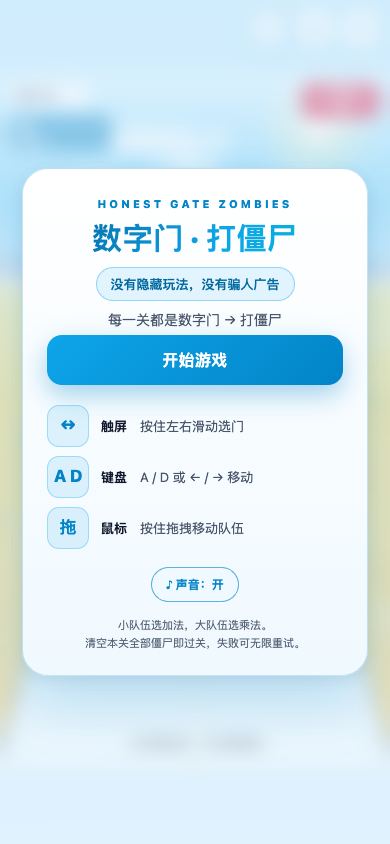 HONEST GATE ZOMBIES
数字门 · 打僵尸
没有隐藏玩法，没有骗人广告
每一关都是数字门 → 打僵尸
开始游戏
↔ 触屏 按住左右滑动选门
A D 键盘 A / D 或 ← / → 移动
拖 鼠标 按住拖拽移动队伍
♪ 声音：开
小队伍选加法，大队伍选乘法。
清空本关全部僵尸即过关，失败可无限重试。